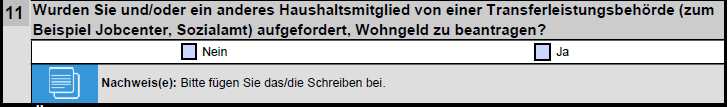 11 Wurden Sie und/oder ein anderes Haushaltsmitglied von einer Transferleistungsbehörde (zum
Beispiel Jobcenter, Sozialamt) aufgefordert, Wohngeld zu beantragen?
Nein Ja
Nachweis(e): Bitte fügen Sie das/die Schreiben bei.